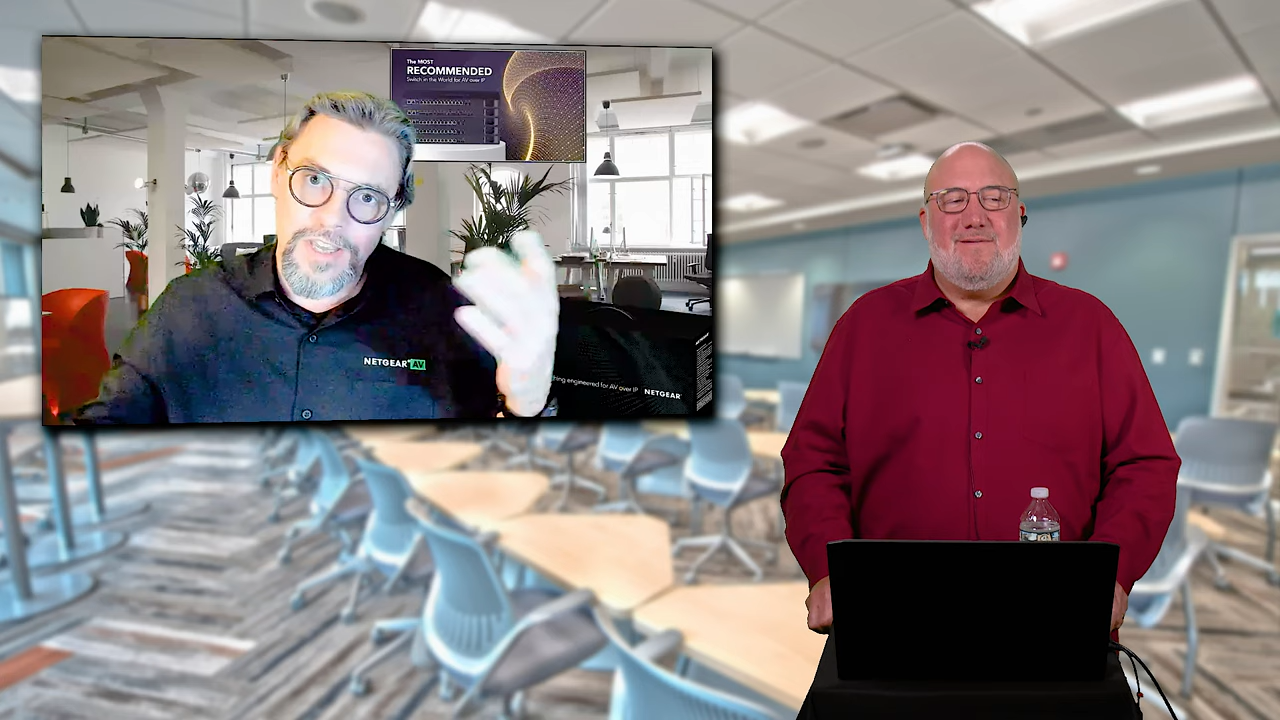 The MOST
RECOMMENDED
Switch in the World for AV over IP
NETGEAR AV
hing engineered for AV over IP
NETGEAR